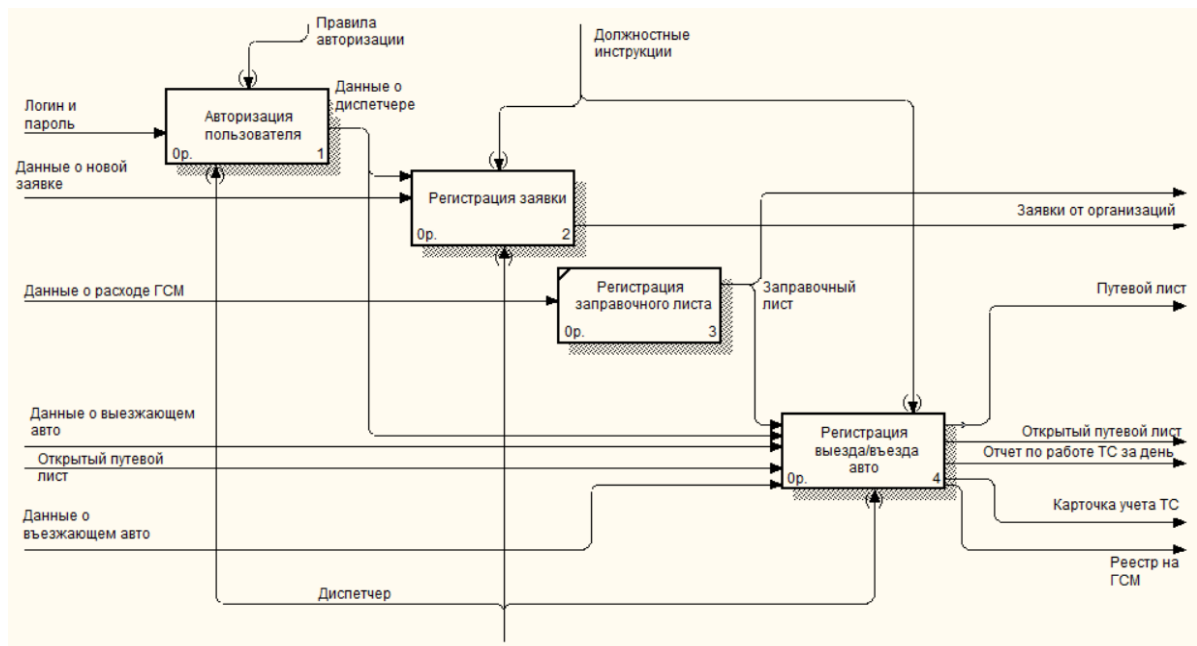 Правила
авторизации
Должностные
инструкции
Логин и
пароль
Авторизация
пользователя
0р.
1
Данные о
диспетчере
Данные о новой
заявке
Регистрация заявки
0р.
2
Заявки от организаций
Данные о расходе ГСМ
Регистрация
заправочного листа
0р.
3
Заправочный
лист
Путевой лист
Данные о выезжающем
авто
Открытый путевой
лист
Регистрация
выезда/въезда
авто
0р.
4
Открытый путевой лист
Отчет по работе ТС за день
Данные о
въезжающем авто
Карточка учета ТС
Реестр на
ГСМ
Диспетчер